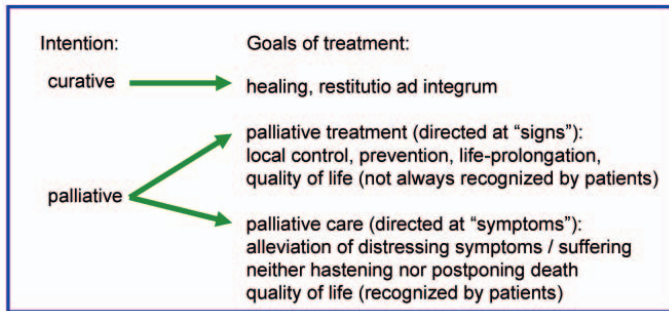 Intention:
Goals of treatment:
curative
healing, restitutio ad integrum
palliative
palliative treatment (directed at “signs”):
local control, prevention, life-prolongation,
quality of life (not always recognized by patients)
palliative care (directed at “symptoms”):
alleviation of distressing symptoms / suffering
neither hastening nor postponing death
quality of life (recognized by patients)